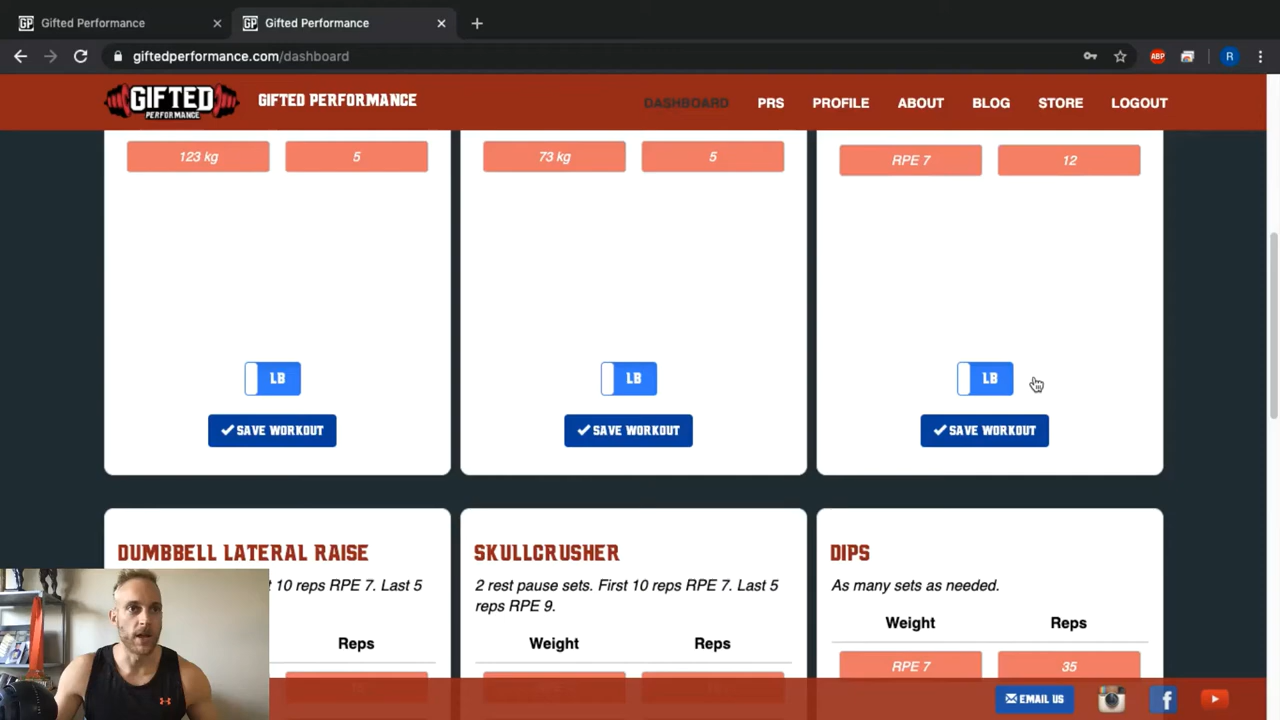 Gifted Performance
Gifted Performance
giftedperformance.com/dashboard
ABP
R
GIFTED PERFORMANCE
GIFTED PERFORMANCE
DASHBOARD
PRS
PROFILE
ABOUT
BLOG
STORE
LOGOUT
123 kg 5
73 kg 5
RPE 7 12
LB
LB
LB
SAVE WORKOUT
SAVE WORKOUT
SAVE WORKOUT
DUMBBELL LATERAL RAISE
10 reps RPE 7. Last 5
Reps
SKULLCRUSHER
2 rest pause sets. First 10 reps RPE 7. Last 5
reps RPE 9.
Weight Reps
DIPS
As many sets as needed.
Weight Reps
RPE 7 35
EMAIL US